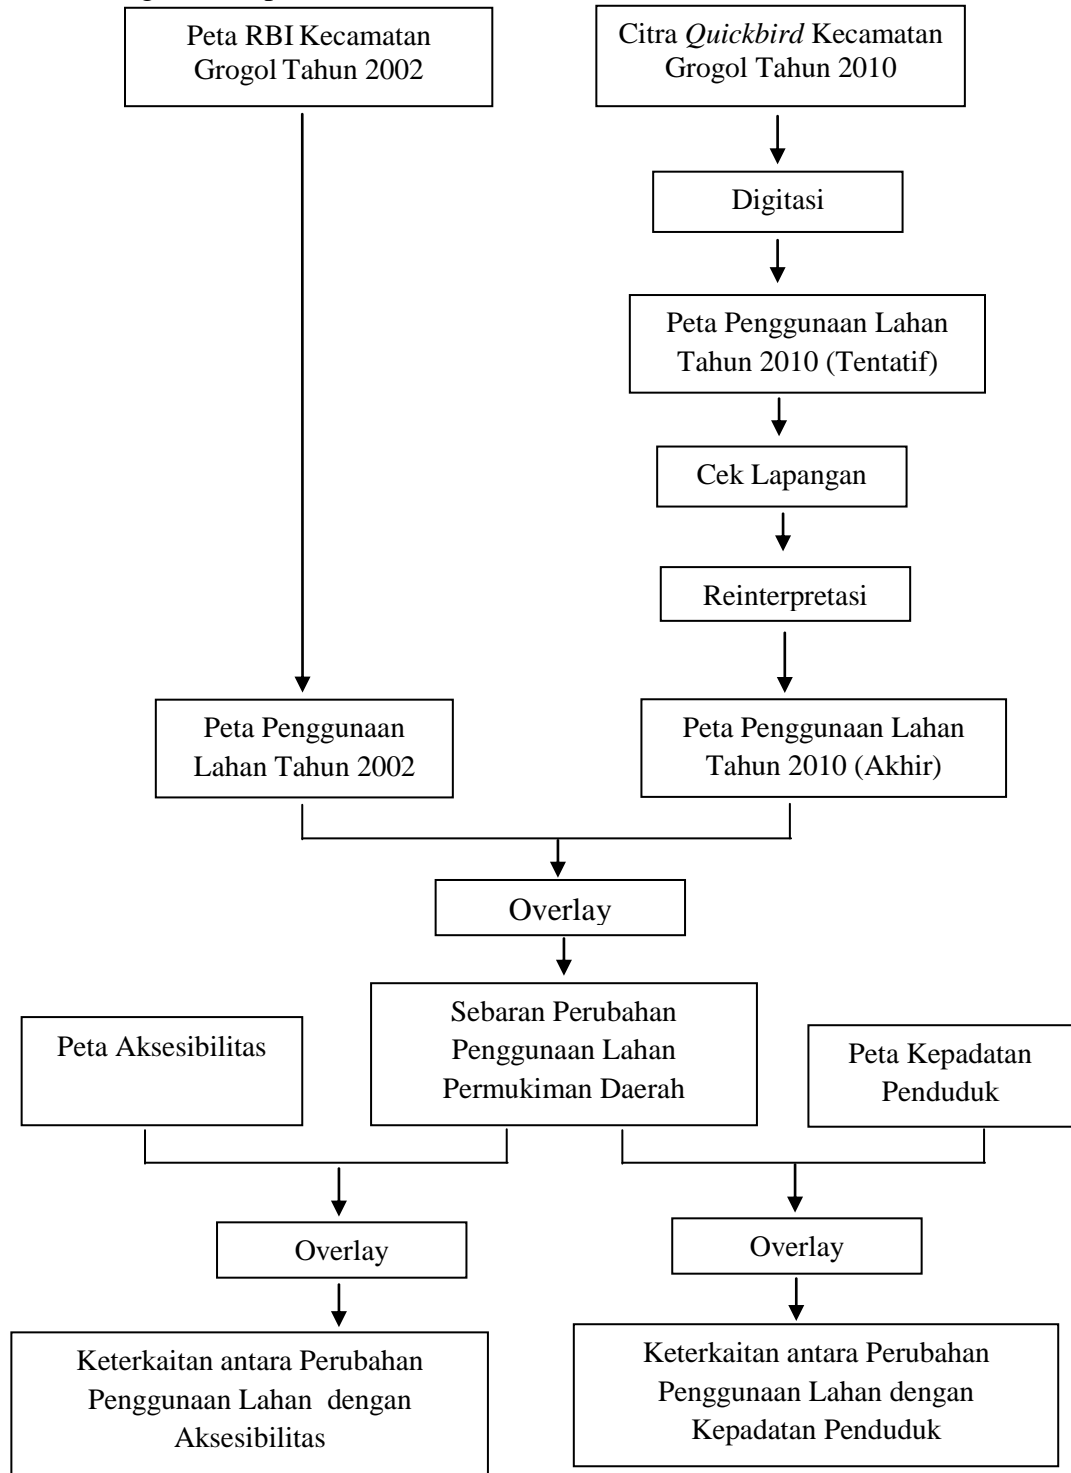 Peta RBI Kecamatan
Grogol Tahun 2002
Citra Quickbird Kecamatan
Grogol Tahun 2010
Digitasi
Peta Penggunaan Lahan
Tahun 2010 (Tentatif)
Cek Lapangan
Reinterpretasi
Peta Penggunaan
Lahan Tahun 2002
Peta Penggunaan Lahan
Tahun 2010 (Akhir)
Overlay
Peta Aksesibilitas
Sebaran Perubahan
Penggunaan Lahan
Permukiman Daerah
Peta Kepadatan
Penduduk
Overlay
Overlay
Keterkaitan antara Perubahan
Penggunaan Lahan dengan
Aksesibilitas
Keterkaitan antara Perubahan
Penggunaan Lahan dengan
Kepadatan Penduduk